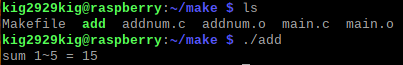 kig2929kig@raspberry:~/make $ ls
Makefile  add  addnum.c  addnum.o  main.c  main.o
kig2929kig@raspberry:~/make $ ./add
sum 1~5 = 15